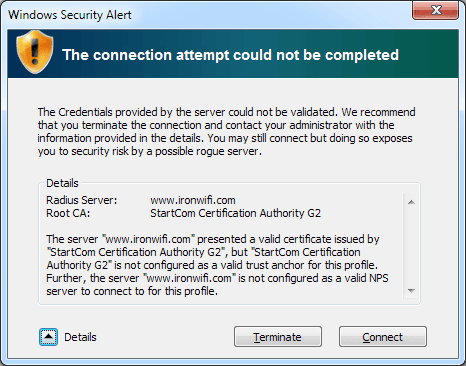 Windows Security Alert
The connection attempt could not be completed
The Credentials provided by the server could not be validated. We recommend
that you terminate the connection and contact your administrator with the
information provided in the details. You may still connect but doing so exposes
you to security risk by a possible rogue server.
Details
Radius Server: www.ironwifi.com
Root CA: StartCom Certification Authority G2
The server "www.ironwifi.com" presented a valid certificate issued by
"StartCom Certification Authority G2", but "StartCom Certification
Authority G2" is not configured as a valid trust anchor for this profile.
Further, the server "www.ironwifi.com" is not configured as a valid NPS
server to connect to for this profile.
Details Terminate Connect